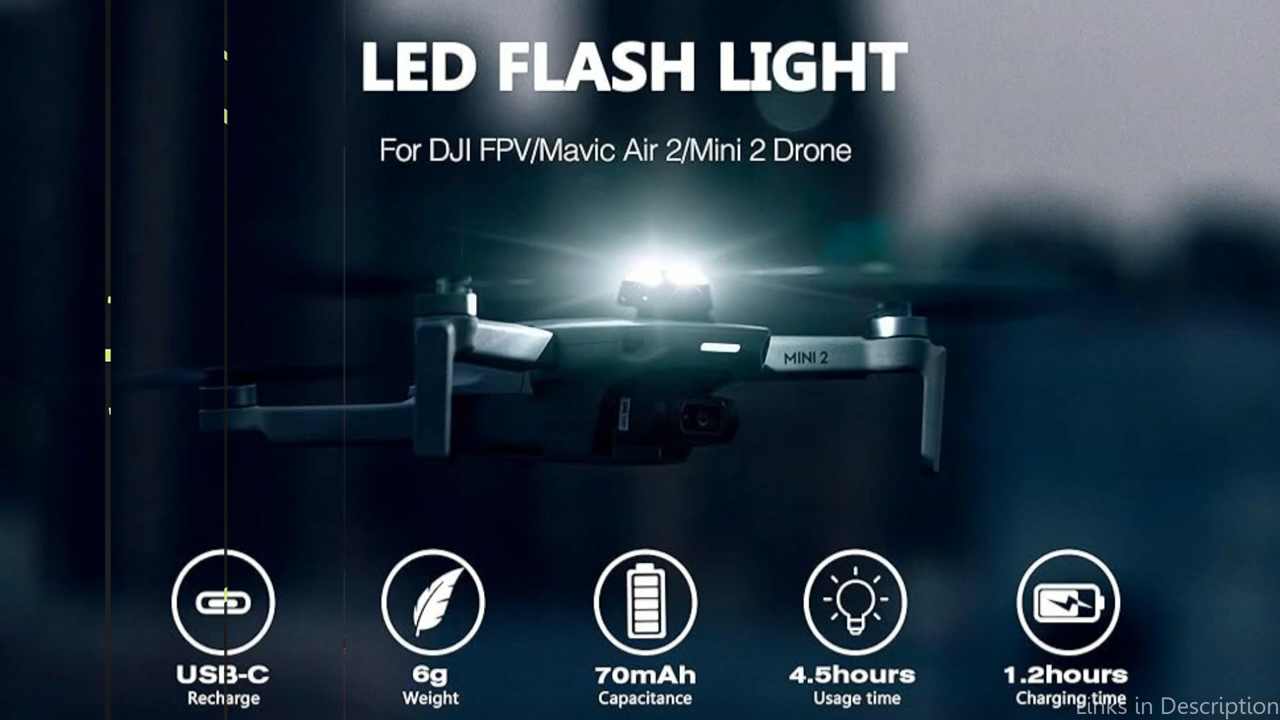 LED FLASH LIGHT
For DJI FPV/Mavic Air 2/Mini 2 Drone
MINI 2
USB-C
Recharge
6g
Weight
70mAh
Capacitance
4.5hours
Usage time
1.2hours
Charging time
Links in Description